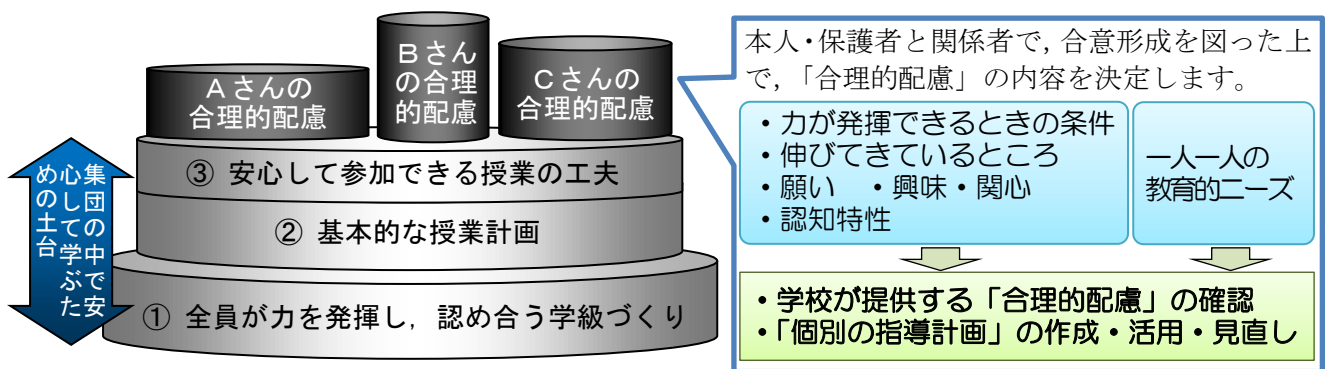 Aさんの
合理的配慮
Bさん
の合理
的配慮
Cさんの
合理的配慮
③ 安心して参加できる授業の工夫
② 基本的な授業計画
① 全員が力を発揮し，認め合う学級づくり
集団の中で安
心して学ぶた
めの土台
本人・保護者と関係者で，合意形成を図った上
で，「合理的配慮」の内容を決定します。
・力が発揮できるときの条件
・伸びてきているところ
・願い ・興味・関心
・認知特性
一人一人の
教育的ニーズ
・学校が提供する「合理的配慮」の確認
・「個別の指導計画」の作成・活用・見直し